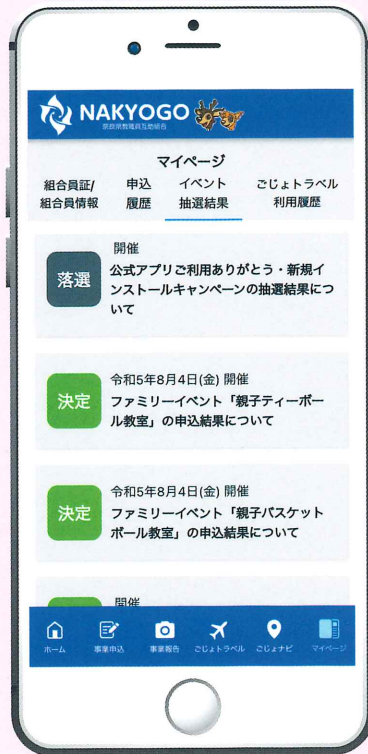 NAKYOGO
奈良県教職員互助組合
マイページ
組合員証/
組合員情報
申込
履歴
イベント
抽選結果
ごじょトラベル
利用履歴
落選
開催
公式アプリご利用ありがとう・新規イ
ンストールキャンペーンの抽選結果につ
いて
決定
令和5年8月4日(金) 開催
ファミリーイベント「親子ティーボー
ル教室」の申込結果について
決定
令和5年8月4日(金) 開催
ファミリーイベント「親子バスケット
ボール教室」の申込結果について
開催
ホーム
事業申込
事業報告
ごじょトラベル
ごじょナビ
マイページ